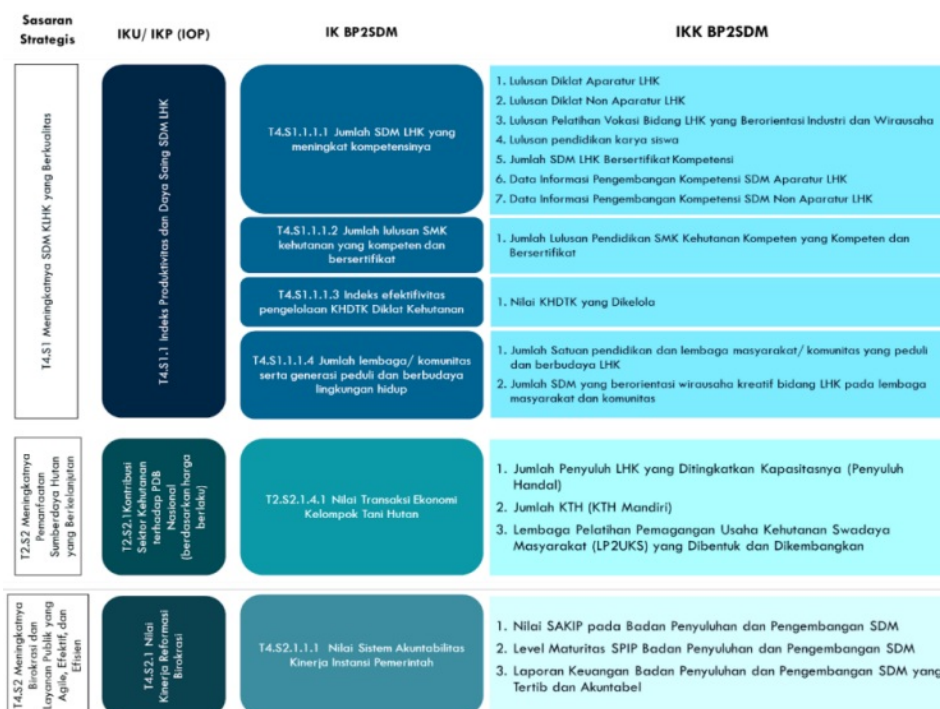 Sasaran
Strategis
IKU/ IKP (IOP)
IK BP2SDM
IKK BP2SDM
T4.S1 Meningkatnya SDM KLHK yang Berkualitas
T4.S1.1 Indeks Produktivitas dan Daya Saing SDM LHK
T4.S1.1.1.1 Jumlah SDM LHK yang
meningkat kompetensinya
1. Lulusan Diklat Aparatur LHK
2. Lulusan Diklat Non Aparatur LHK
3. Lulusan Pelatihan Vokasi Bidang LHK yang Berorientasi Industri dan Wirausaha
4. Lulusan pendidikan karya siswa
5. Jumlah SDM LHK Bersertifikat Kompetensi
6. Data Informasi Pengembangan Kompetensi SDM Aparatur LHK
7. Data Informasi Pengembangan Kompetensi SDM Non Aparatur LHK
T4.S1.1.1.2 Jumlah lulusan SMK
kehutanan yang kompeten dan
bersertifikat
1. Jumlah Lulusan Pendidikan SMK Kehutanan Kompeten yang Kompeten dan
Bersertifikat
T4.S1.1.1.3 Indeks efektifivitas
pengelolaan KHDTK Diklat Kehutanan
1. Nilai KHDTK yang Dikelola
T4.S1.1.1.4 Jumlah lembaga/ komunitas
serta generasi peduli dan berbudaya
lingkungan hidup
1. Jumlah Satuan pendidikan dan lembaga masyarakat/ komunitas yang peduli
dan berbudaya LHK
2. Jumlah SDM yang berorientasi wirausaha kreatif bidang LHK pada lembaga
masyarakat dan komunitas
T2.S2 Meningkatnya
Pemanfaatan
Sumberdaya Hutan
yang Berkelanjutan
T2.S2.1Kontribusi
Sektor Kehutanan
terhadap PDB
Nasional
(berdasarkan harga
berlaku)
T2.S2.1.4.1 Nilai Transaksi Ekonomi
Kelompok Tani Hutan
1. Jumlah Penyuluh LHK yang Ditingkatkan Kapasitasnya (Penyuluh
Handal)
2. Jumlah KTH (KTH Mandiri)
3. Lembaga Pelatihan Pemagangan Usaha Kehutanan Swadaya
Masyarakat (LP2UKS) yang Dibentuk dan Dikembangkan
T4.S2 Meningkatnya
Birokrasi dan
Layanan Publik yang
Agile, Efektif, dan
Efisien
T4.S2.1 Nilai
Kinerja Reformasi
Birokrasi
T4.S2.1.1.1 Nilai Sistem Akuntabilitas
Kinerja Instansi Pemerintah
1. Nilai SAKIP pada Badan Penyuluhan dan Pengembangan SDM
2. Level Maturitas SPIP Badan Penyuluhan dan Pengembangan SDM
3. Laporan Keuangan Badan Penyuluhan dan Pengembangan SDM yang
Tertib dan Akuntabel